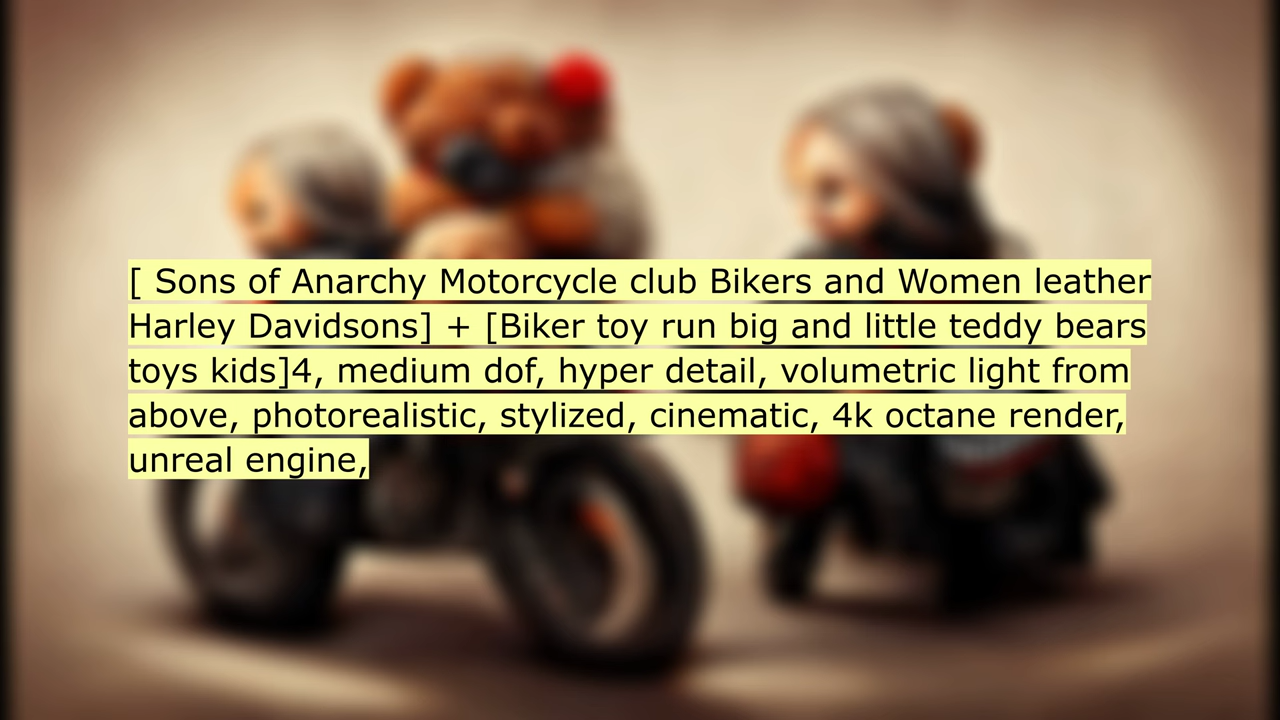 [ Sons of Anarchy Motorcycle club Bikers and Women leather
Harley Davidsons] + [Biker toy run big and little teddy bears
toys kids]4, medium dof, hyper detail, volumetric light from
above, photorealistic, stylized, cinematic, 4k octane render,
unreal engine,